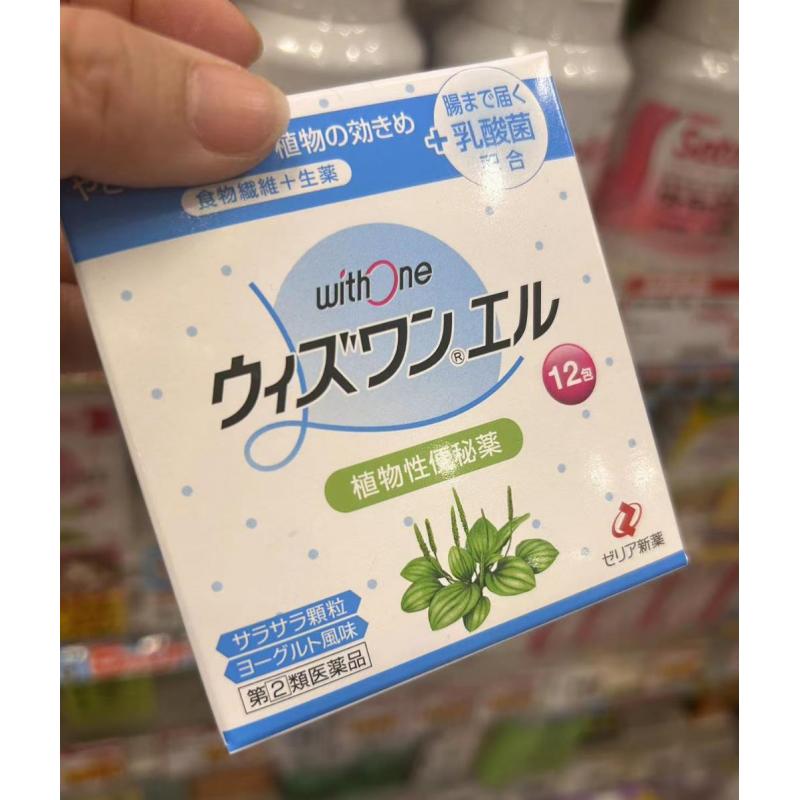 植物の効きめ
食物繊維+生薬
+
腸まで届く
乳酸菌
配合
withOne
ウィズワン®エル
12包
植物性便秘薬
ゼリア新薬
サラサラ顆粒
ヨーグルト風味
第②類医薬品